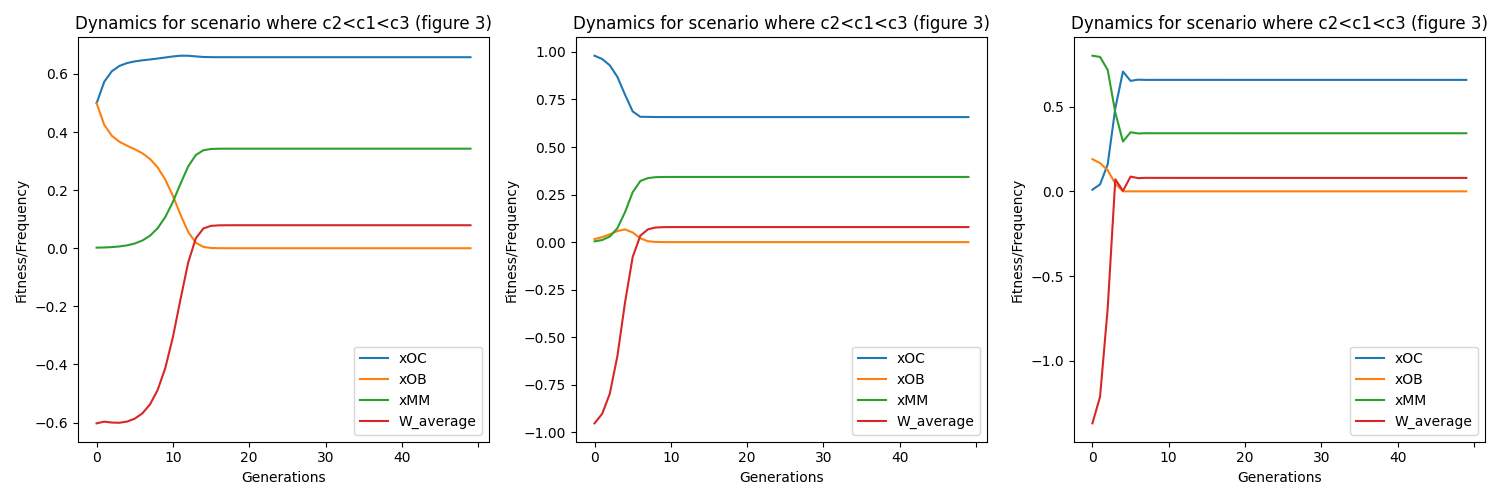 Dynamics for scenario where c2<c1<c3 (figure 3)
Fitness/Frequency
0.6
0.4
0.2
0.0
−0.2
−0.4
−0.6
0 10 20 30 40
Generations
xOC
xOB
xMM
W_average
Dynamics for scenario where c2<c1<c3 (figure 3)
Fitness/Frequency
1.00
0.75
0.50
0.25
0.00
−0.25
−0.50
−0.75
−1.00
0 10 20 30 40
Generations
xOC
xOB
xMM
W_average
Dynamics for scenario where c2<c1<c3 (figure 3)
Fitness/Frequency
0.5
0.0
−0.5
−1.0
0 10 20 30 40
Generations
xOC
xOB
xMM
W_average